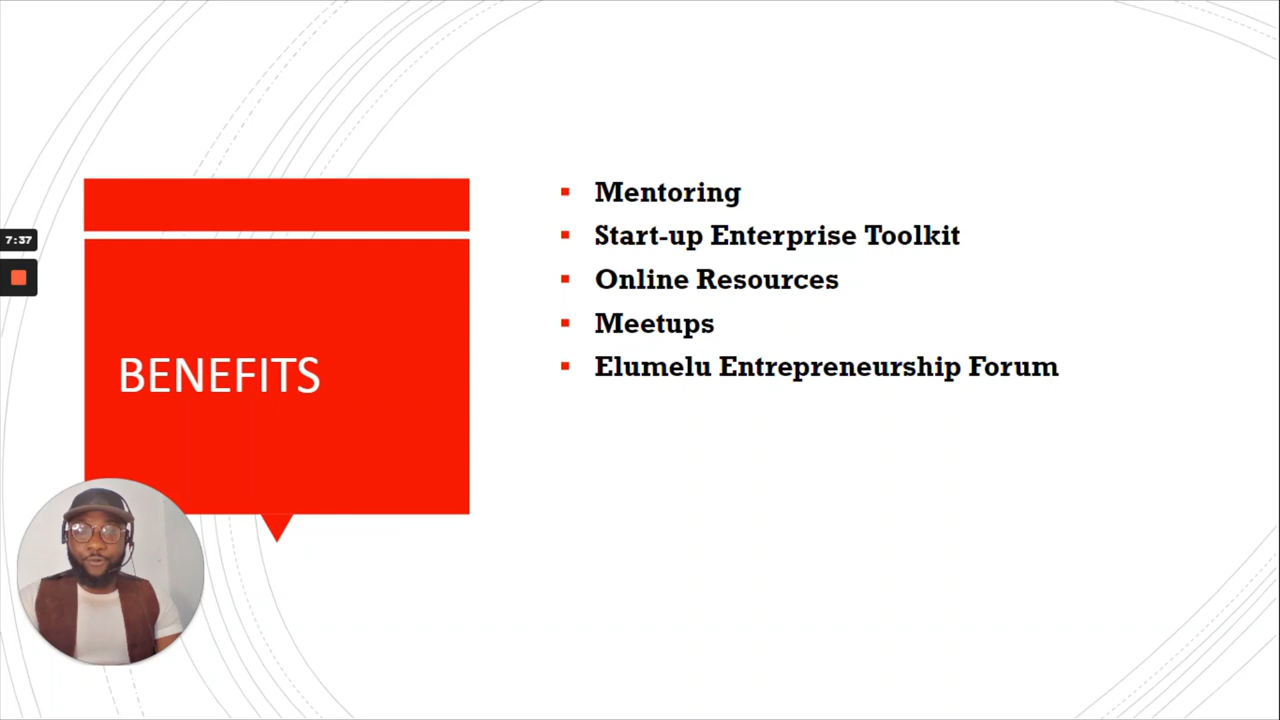 Mentoring
Start-up Enterprise Toolkit
Online Resources
Meetups
Elumelu Entrepreneurship Forum
7:37
BENEFITS